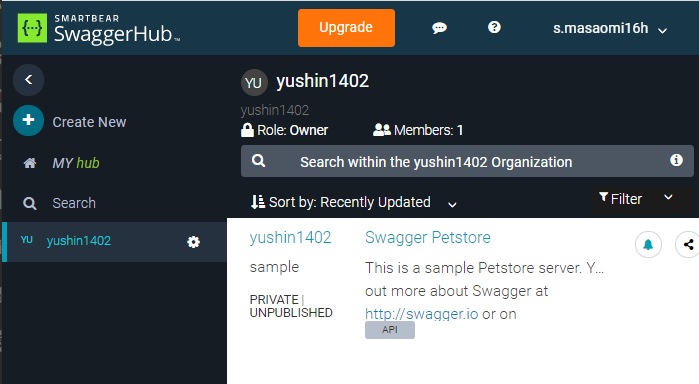 SMARTBEAR
SwaggerHub™
Upgrade
s.masaomi16h
Create New
MY hub
Search
YU yushin1402
YU yushin1402
yushin1402
Role: Owner Members: 1
Search within the yushin1402 Organization
Sort by: Recently Updated Filter
yushin1402
sample
PRIVATE |
UNPUBLISHED
Swagger Petstore
This is a sample Petstore server. Y...
out more about Swagger at
http://swagger.io or on
API